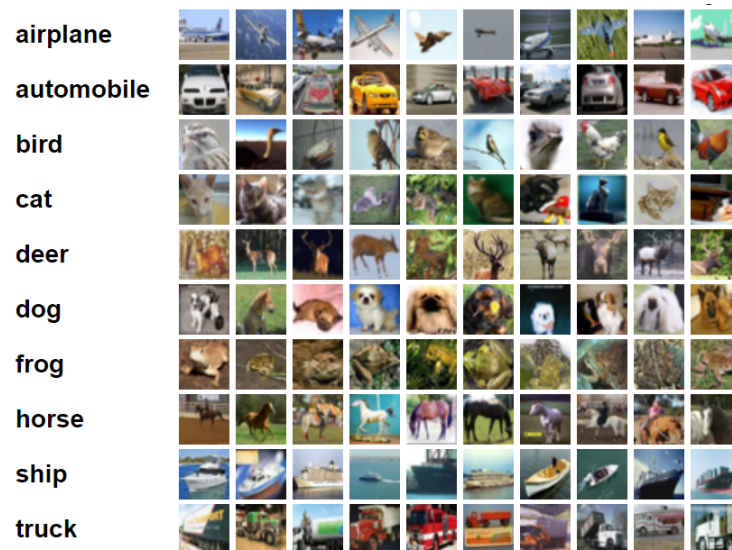 airplane
automobile
bird
cat
deer
dog
frog
horse
ship
truck